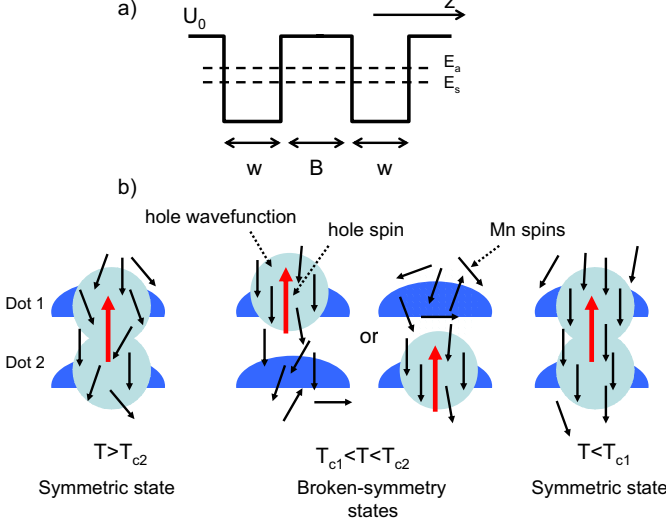 a)
z
U0
Ea
Es
w B w
b)
hole wavefunction
hole spin
Mn spins
Dot 1
or
Dot 2
T>Tc2
Tc1<T<Tc2
T<Tc1
Symmetric state
Broken-symmetry
states
Symmetric state